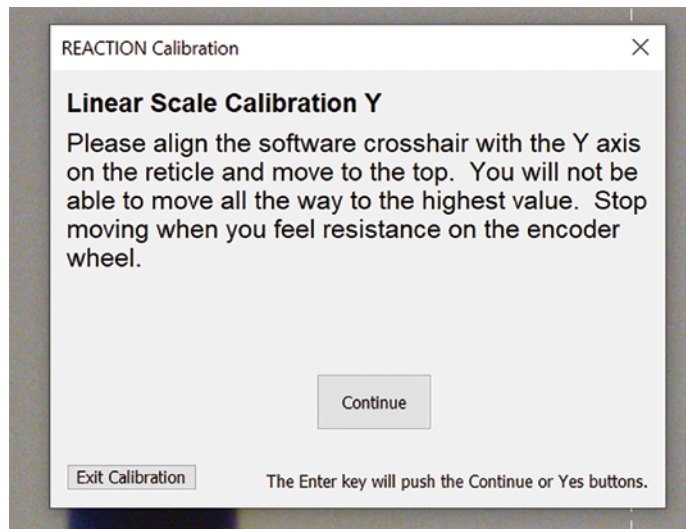 REACTION Calibration
Linear Scale Calibration Y
Please align the software crosshair with the Y axis
on the reticle and move to the top.  You will not be
able to move all the way to the highest value.  Stop
moving when you feel resistance on the encoder
wheel.
Continue
Exit Calibration
The Enter key will push the Continue or Yes buttons.